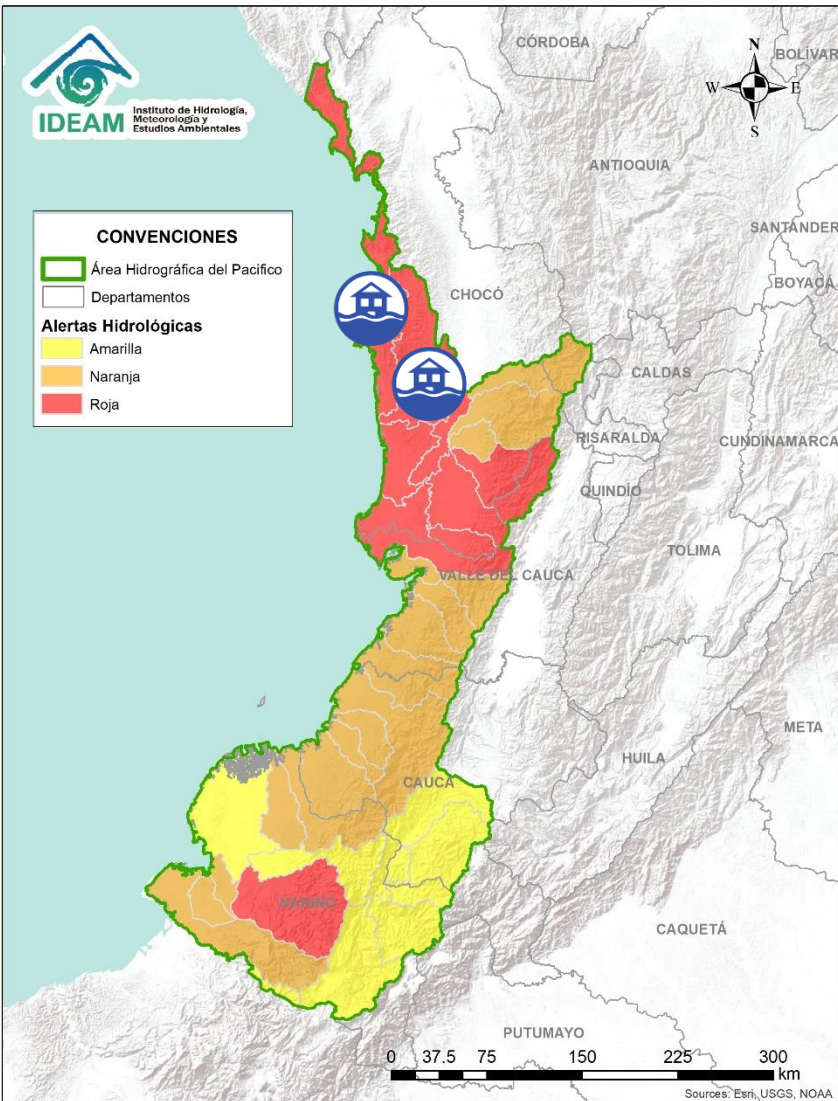 IDEAM
Instituto de Hidrología,
Meteorología y
Estudios Ambientales
CÓRDOBA
BOLÍVAR
N
W
E
S
ANTIOQUIA
SANTANDER
BOYACÁ
CONVENCIONES
Área Hidrográfica del Pacifico
Departamentos
Alertas Hidrológicas
Amarilla
Naranja
Roja
CHOCÓ
CALDAS
RISARALDA
CUNDINAMARCA
QUINDÍO
TOLIMA
VALLE DEL CAUCA
META
HUILA
CAUCA
NARIÑO
CAQUETÁ
PUTUMAYO
0 37.5 75 150 225 300
km
Sources: Esri, USGS, NOAA